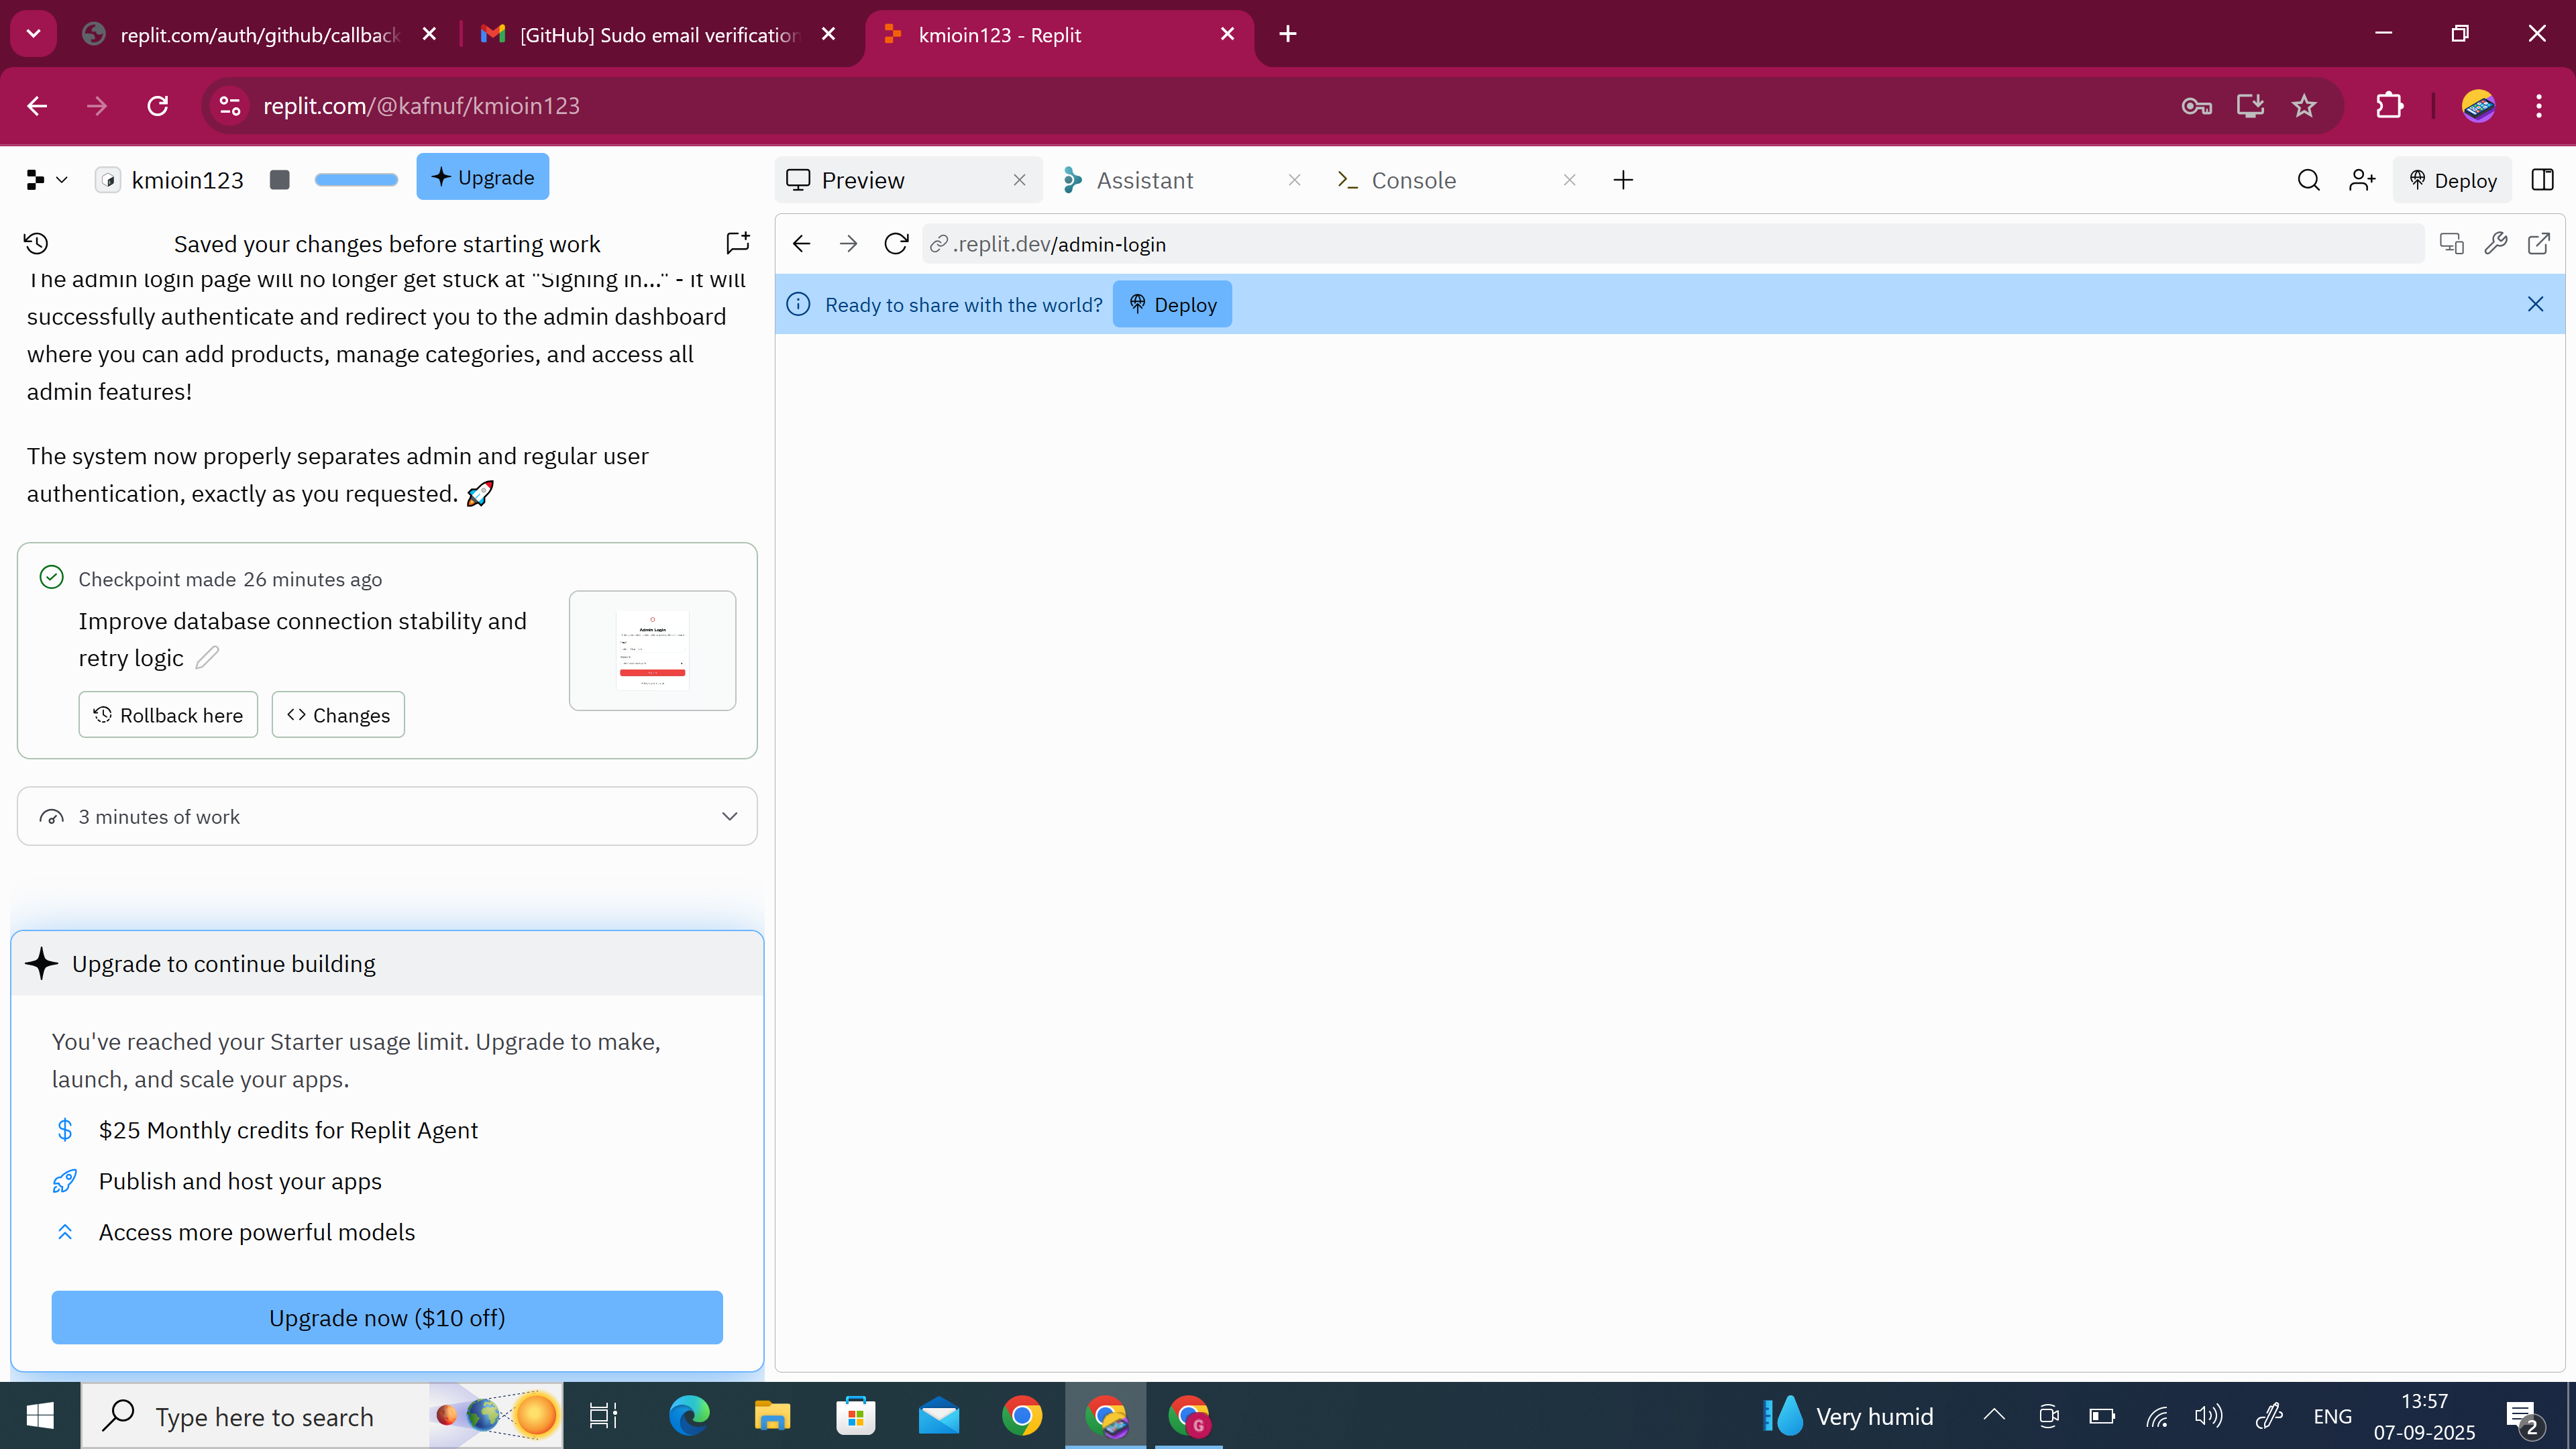 replit.com/auth/github/callback
[GitHub] Sudo email verification
kmioin123 - Replit
replit.com/@kafnuf/kmioin123
kmioin123
Upgrade
Preview
Assistant
Console
Deploy
Saved your changes before starting work
.replit.dev/admin-login
The admin login page will no longer get stuck at "Signing in..." - it will
successfully authenticate and redirect you to the admin dashboard
where you can add products, manage categories, and access all
admin features!
Ready to share with the world?
Deploy
The system now properly separates admin and regular user
authentication, exactly as you requested. 🚀
Checkpoint made 26 minutes ago
Improve database connection stability and
retry logic
Admin Login
Rollback here
Changes
3 minutes of work
Upgrade to continue building
You've reached your Starter usage limit. Upgrade to make,
launch, and scale your apps.
$25 Monthly credits for Replit Agent
Publish and host your apps
Access more powerful models
Upgrade now ($10 off)
Type here to search
G
Very humid
ENG
13:57
07-09-2025
2